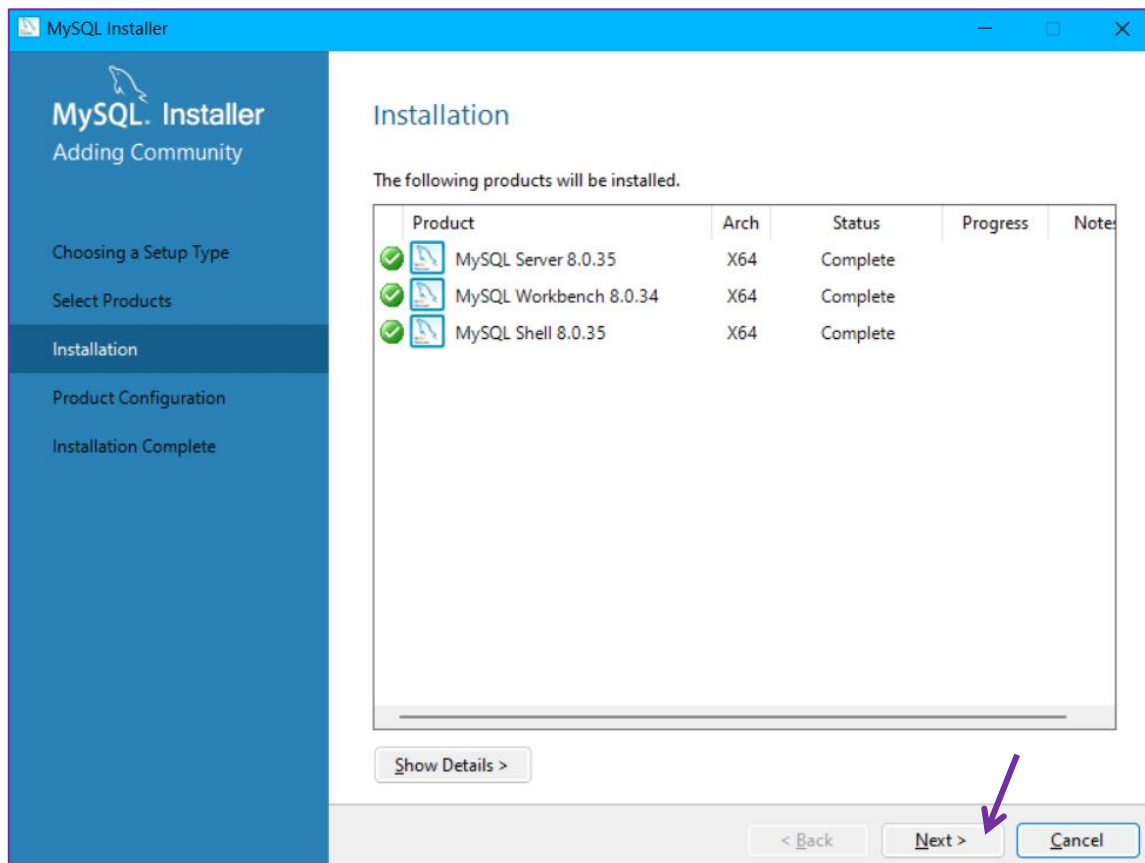 MySQL Installer
MySQL. Installer
Adding Community
Choosing a Setup Type
Select Products
Installation
Product Configuration
Installation Complete
Installation
The following products will be installed.
Product Arch Status Progress Notes
MySQL Server 8.0.35 X64 Complete
MySQL Workbench 8.0.34 X64 Complete
MySQL Shell 8.0.35 X64 Complete
Show Details >
< Back Next > Cancel